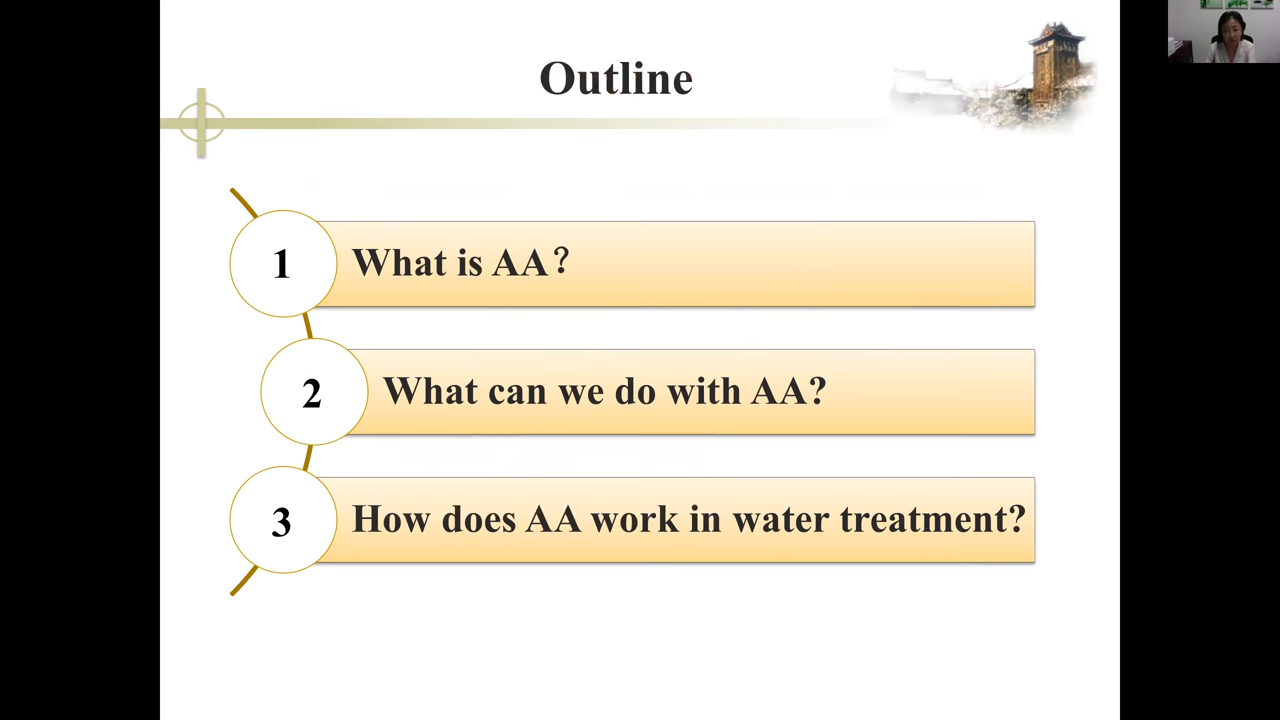 Outline
1
What is AA？
2
What can we do with AA?
3
How does AA work in water treatment?